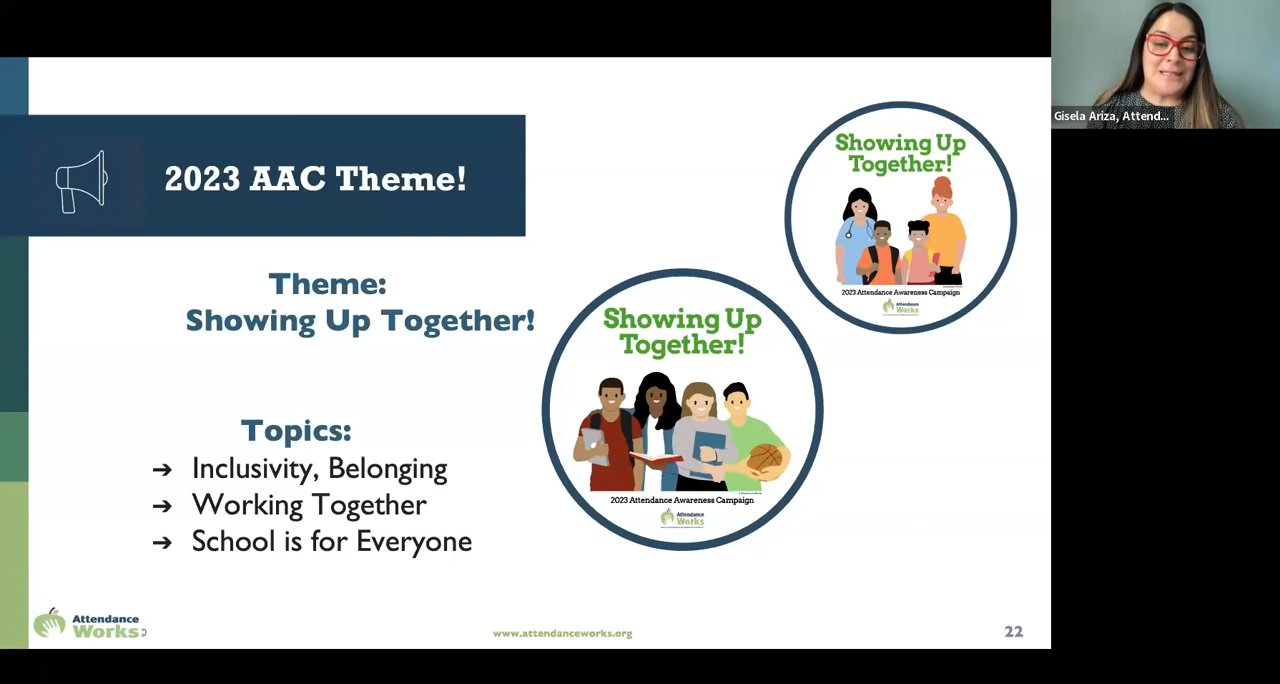 2023 AAC Theme!
Theme:
Showing Up Together!
Topics:
➔ Inclusivity, Belonging
➔ Working Together
➔ School is for Everyone
Showing Up
Together!
2023 Attendance Awareness Campaign
Attendance
Works
Showing Up
Together!
2023 Attendance Awareness Campaign
Attendance
Works
Attendance
Works
www.attendanceworks.org
22
Gisela Ariza, Attend...